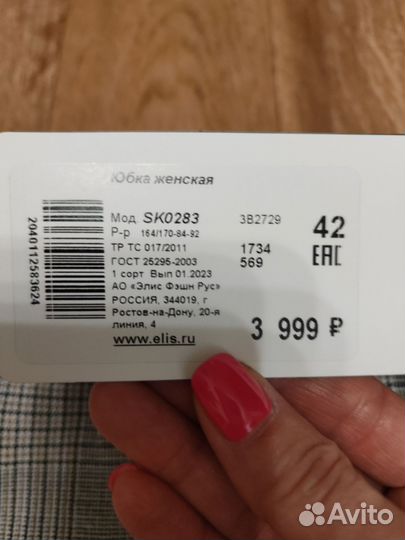 Юбка женская
Мод SK0283 3В2729 42
Р-р 164/170-84-92
ТР ТС 017/2011 1734 EAC
ГОСТ 25295-2003 569
1 сорт Вып 01.2023
АО «Элис Фэшн Рус»
РОССИЯ, 344019, г
Ростов-на-Дону, 20-я
линия, 4 3 999 ₽
www.elis.ru
2040112583624
Avito